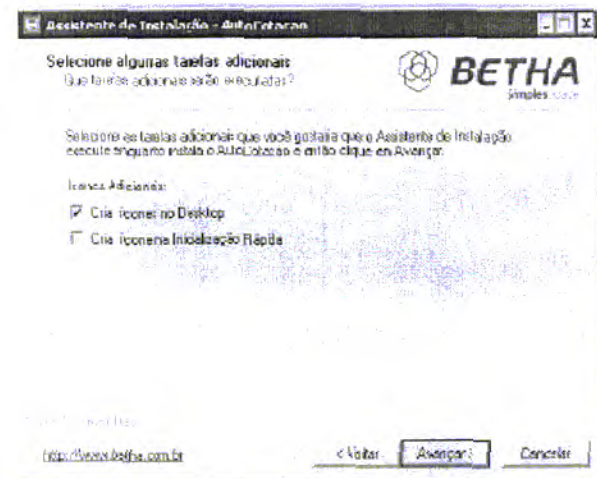 Assistente de Instalação - AutoCotacao
Selecione algumas tarefas adicionais
Que tarefas adicionais serão executadas?
BETHA
Simples
Selecione as tarefas adicionais que você gostaria que o Assistente de Instalação
execute enquanto instala o AutoCotacao e então clique em Avançar.
Ícones Adicionais:
Criar ícones no Desktop
Criar ícone na Inicialização Rápida
http://www.betha.com.br
< Voltar
Avançar >
Cancelar